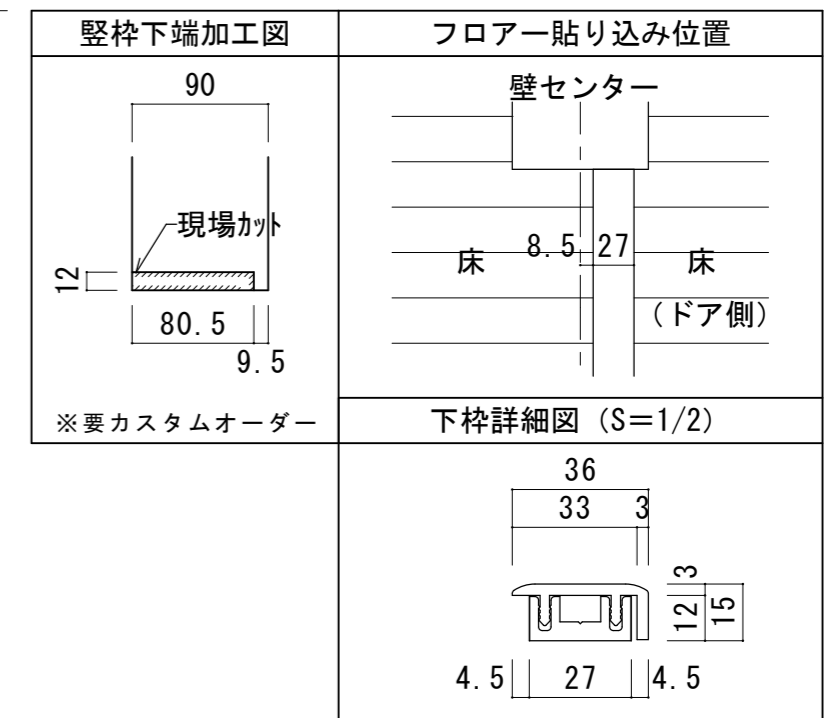 竪枠下端加工図
90
現場ｶｯﾄ
12
80.5
9.5
※要カスタムオーダー
フロアー貼り込み位置
壁センター
8.5
27
床
床
（ドア側）
下枠詳細図（S＝1/2）
36
33
3
3
12
15
4.5
27
4.5